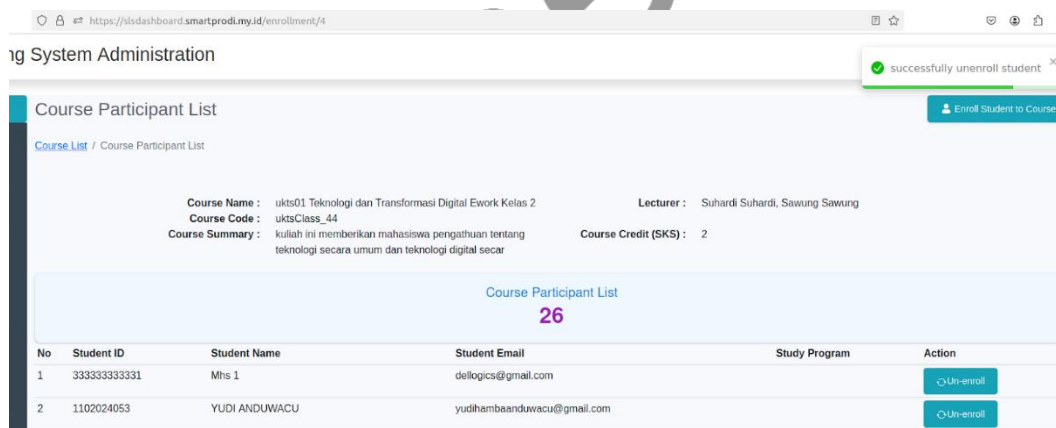 https://slsdashboard.smartprodi.my.id/enrollment/4
ng System Administration
successfully unenroll student
Course Participant List
Enroll Student to Course
Course List / Course Participant List
Course Name : ukts01 Teknologi dan Transformasi Digital Ework Kelas 2
Lecturer : Suhardi Suhardi, Sawung Sawung
Course Code : uktsClass_44
Course Summary : kuliah ini memberikan mahasiswa pengathuan tentang
teknologi secara umum dan teknologi digital secar
Course Credit (SKS) : 2
Course Participant List
26
No Student ID Student Name Student Email Study Program Action
1 333333333331 Mhs 1 dellogics@gmail.com Un-enroll
2 1102024053 YUDI ANDUWACU yudihambaanduwacu@gmail.com Un-enroll